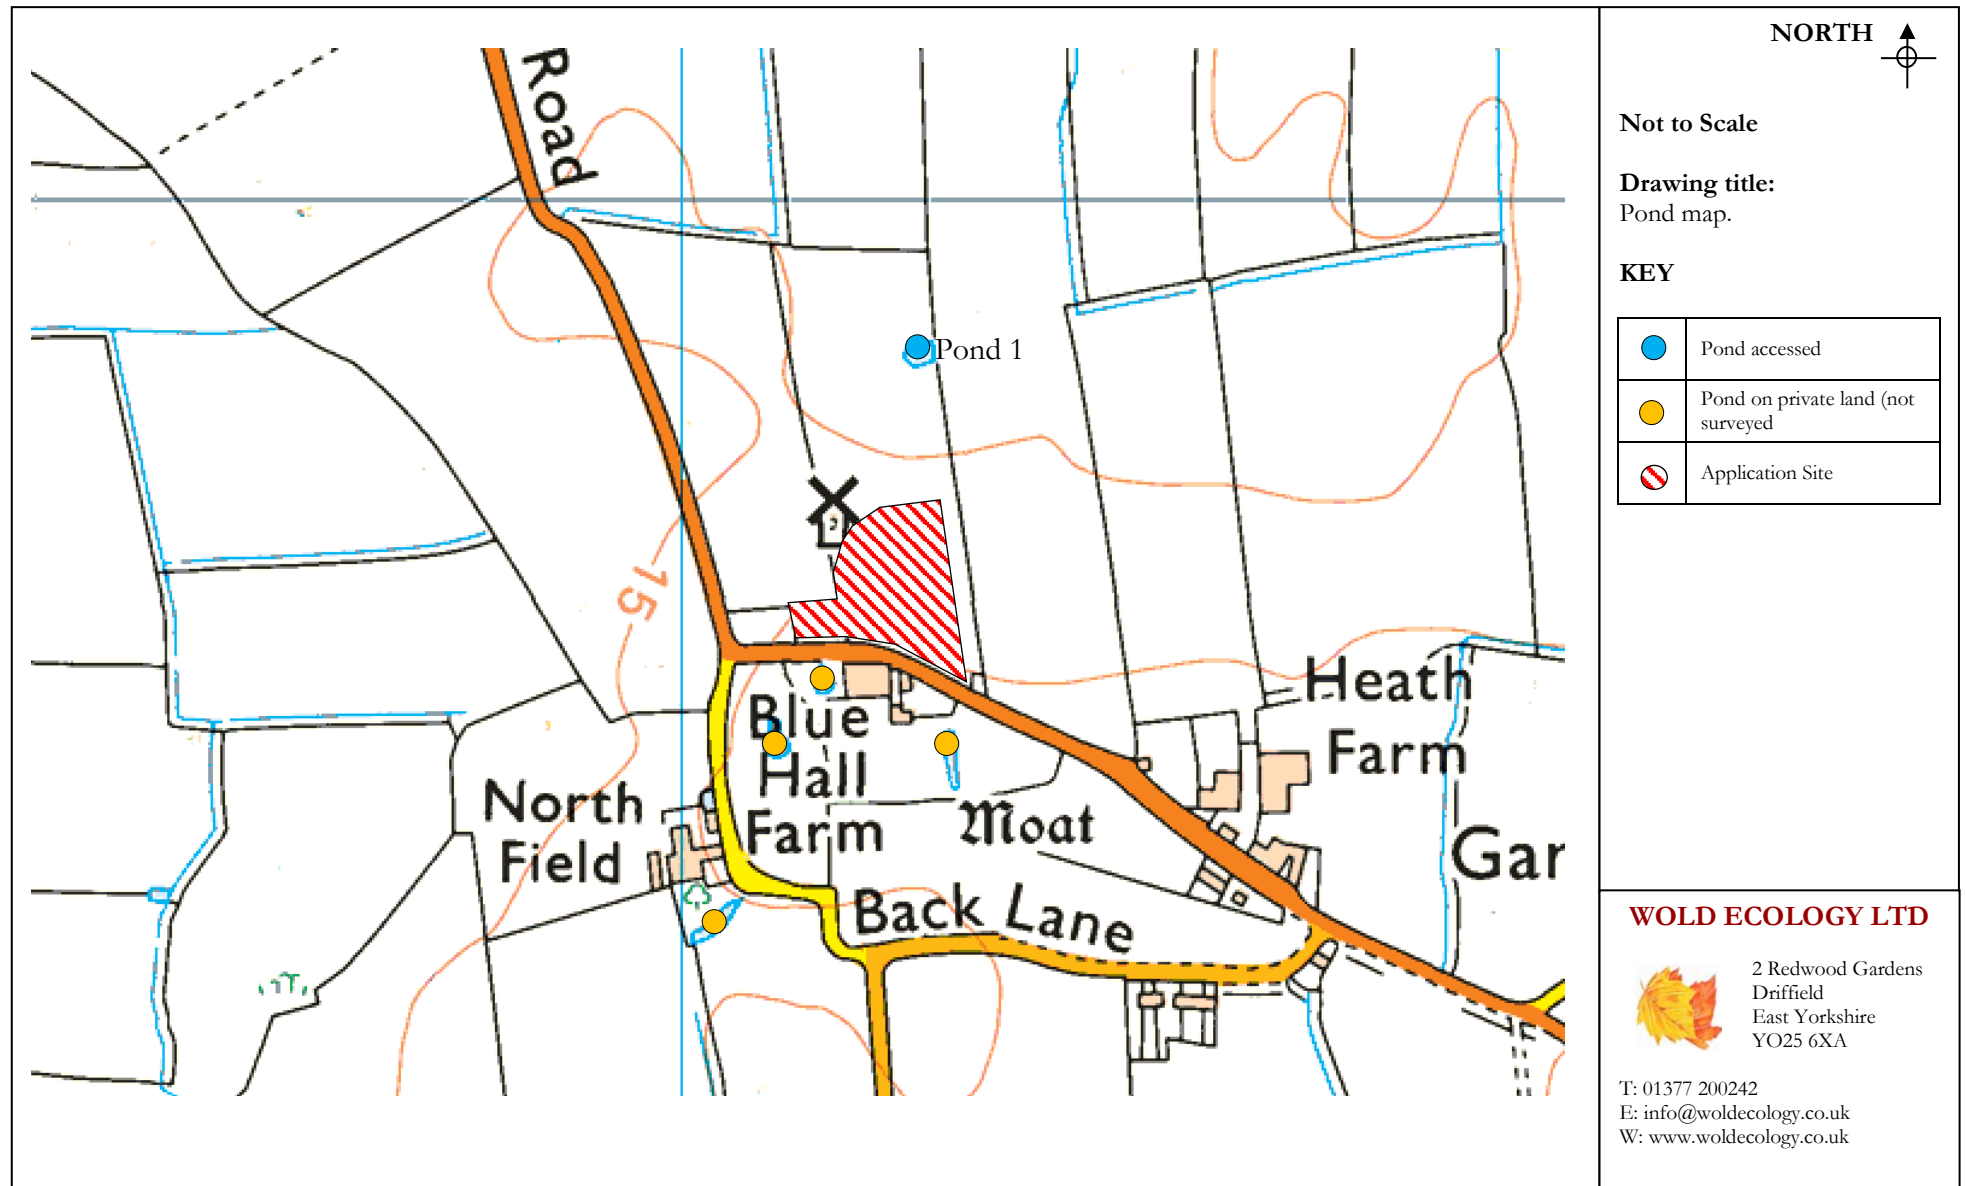 Road
Pond 1
15
Blue
Hall
Farm
North
Field
Moat
Back Lane
Heath
Farm
Gar
NORTH
Not to Scale
Drawing title:
Pond map.
KEY
Pond accessed
Pond on private land (not
surveyed
Application Site
WOLD ECOLOGY LTD
2 Redwood Gardens
Driffield
East Yorkshire
YO25 6XA
T: 01377 200242
E: info@woldecology.co.uk
W: www.woldecology.co.uk